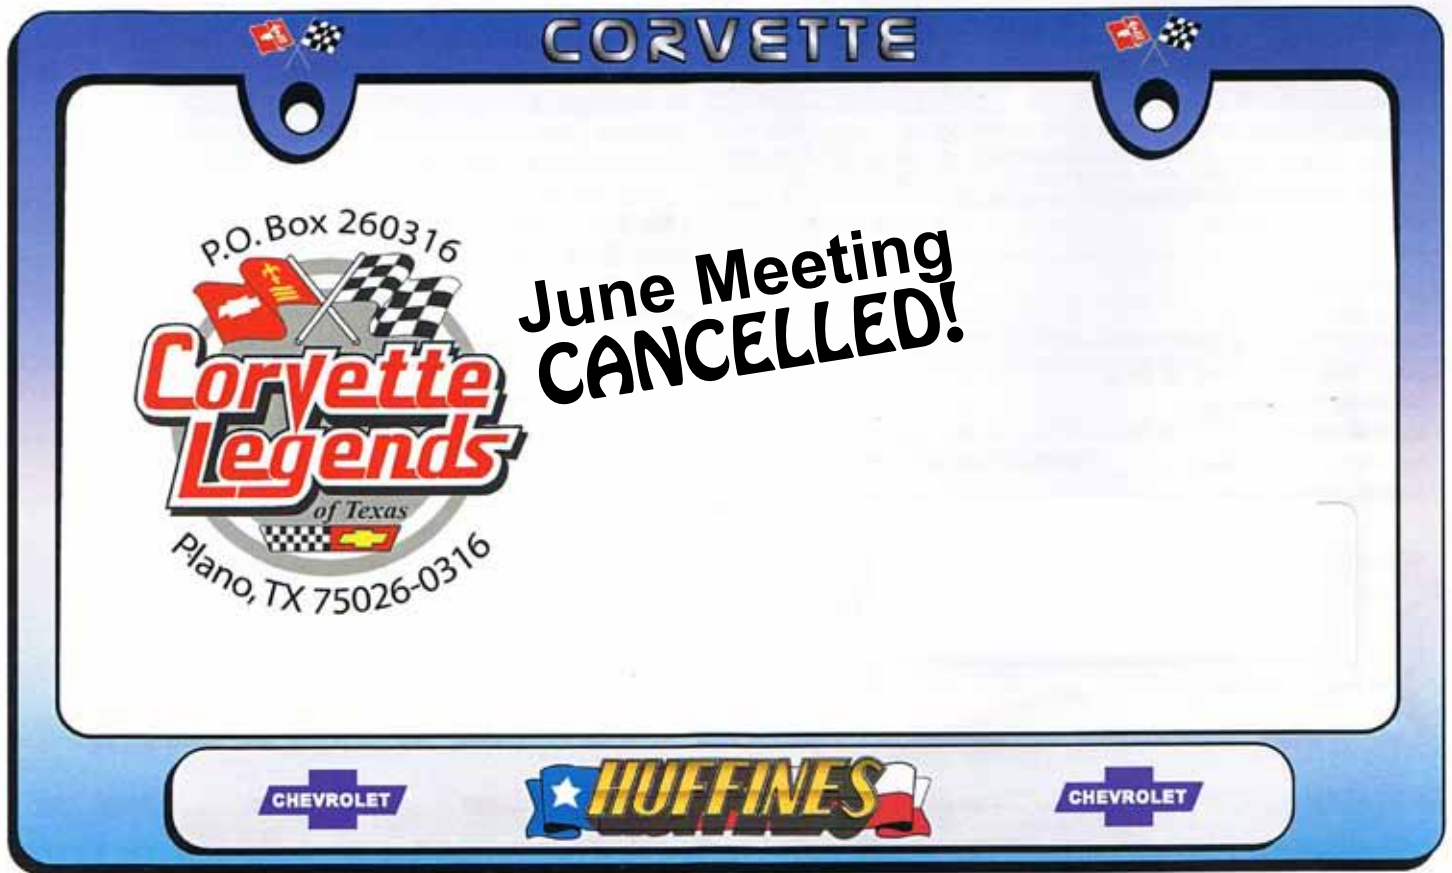 CORVETTE
P.O. Box 260316
Corvette
Legends
of Texas
Plano, TX 75026-0316
June Meeting
CANCELLED!
CHEVROLET
HUFFINES
CHEVROLET